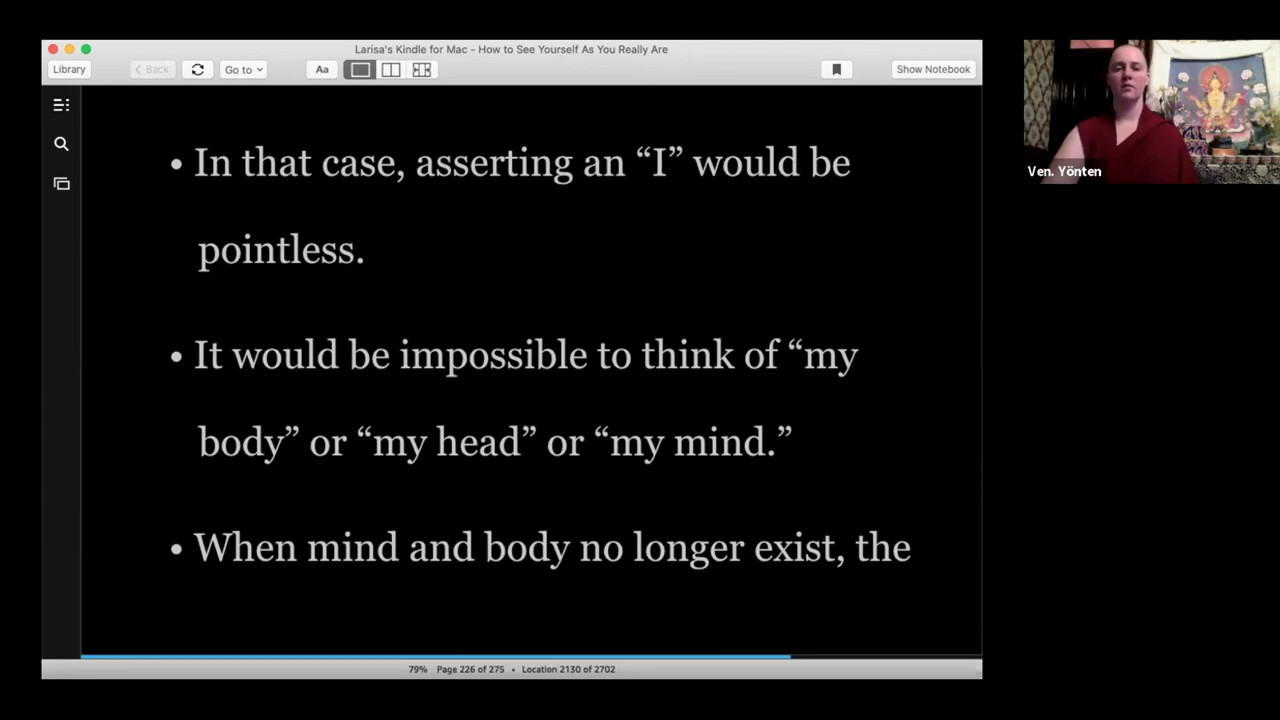 Larisa's Kindle for Mac - How to See Yourself As You Really Are
Library
Back
Go to
Aa
Show Notebook
• In that case, asserting an “I” would be
pointless.
• It would be impossible to think of “my
body” or “my head” or “my mind.”
• When mind and body no longer exist, the
79% Page 226 of 275 • Location 2130 of 2702
Ven. Yönten